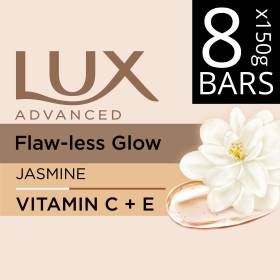 LUX
ADVANCED
Flaw-less Glow
JASMINE
VITAMIN C + E
8
x150g
BARS